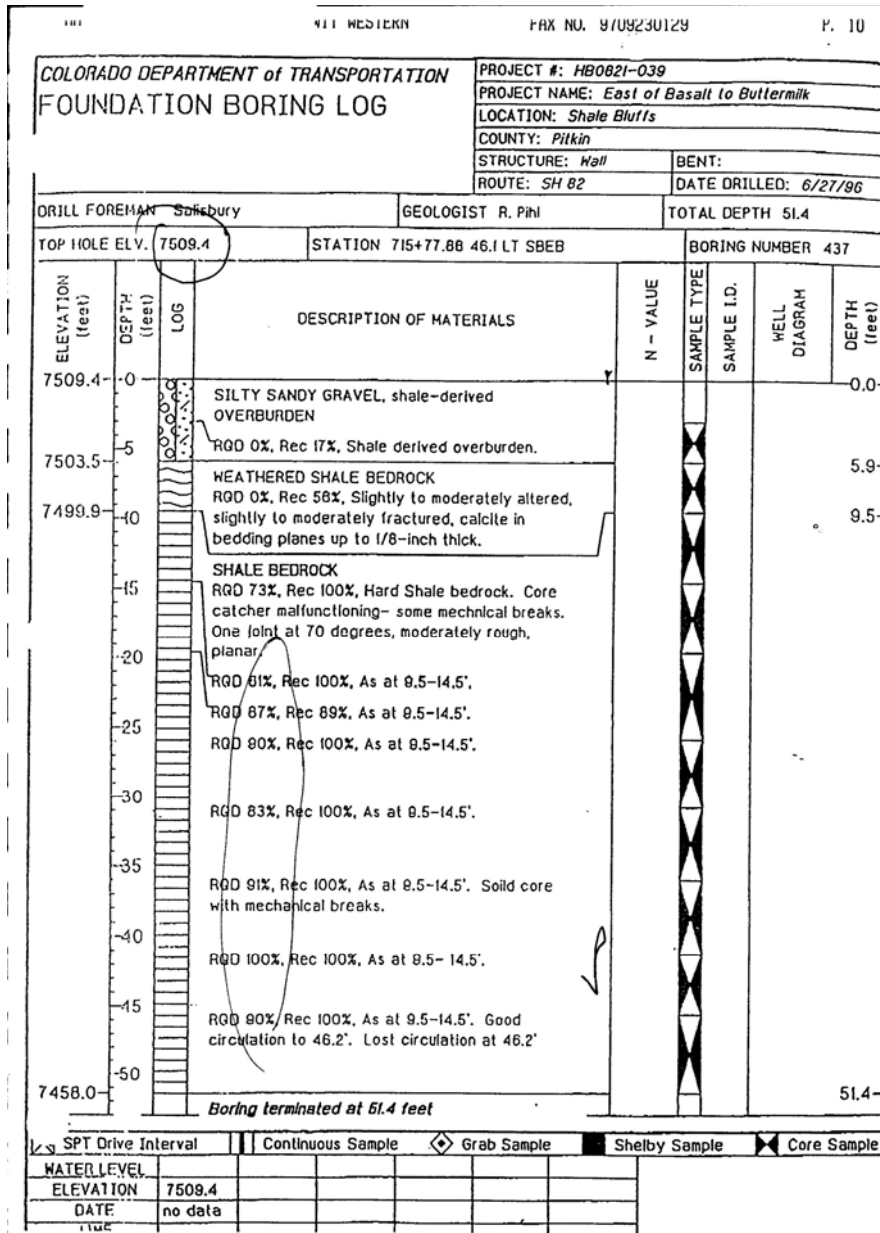 WESTERN FAX NO. 9709230129 P. 10
COLORADO DEPARTMENT of TRANSPORTATION
FOUNDATION BORING LOG
PROJECT #: HB0821-039
PROJECT NAME: East of Basalt to Buttermilk
LOCATION: Shale Bluffs
COUNTY: Pitkin
STRUCTURE: Wall BENT:
ROUTE: SH 82 DATE DRILLED: 6/27/96
DRILL FOREMAN Salisbury GEOLOGIST R. Pihl TOTAL DEPTH 51.4
TOP HOLE ELV. 7509.4 STATION 715+77.88 46.1 LT SBEB BORING NUMBER 437
ELEVATION (feet) DEPTH (feet) LOG DESCRIPTION OF MATERIALS N - VALUE SAMPLE TYPE SAMPLE I.D. WELL DIAGRAM DEPTH (feet)
7509.4 0 0.0
SILTY SANDY GRAVEL, shale-derived
OVERBURDEN
5 RQD 0%, Rec 17%, Shale derived overburden.
7503.5 5.9
WEATHERED SHALE BEDROCK
RQD 0%, Rec 58%, Slightly to moderately altered,
7499.9 10 slightly to moderately fractured, calcite in 9.5
bedding planes up to 1/8-inch thick.
SHALE BEDROCK
15 RQD 73%, Rec 100%, Hard Shale bedrock. Core
catcher malfunctioning- some mechnical breaks.
One joint at 70 degrees, moderately rough,
20 planar.
RQD 81%, Rec 100%, As at 9.5-14.5',
RQD 87%, Rec 89%, As at 9.5-14.5'.
25
RQD 90%, Rec 100%, As at 9.5-14.5'.
30
RQD 83%, Rec 100%, As at 9.5-14.5'.
35
RQD 91%, Rec 100%, As at 9.5-14.5'. Soild core
with mechanical breaks.
40
RQD 100%, Rec 100%, As at 9.5- 14.5'.
45
RQD 90%, Rec 100%, As at 9.5-14.5'. Good
circulation to 46.2'. Lost circulation at 46.2'
50
7458.0 51.4
Boring terminated at 51.4 feet
SPT Drive Interval Continuous Sample Grab Sample Shelby Sample Core Sample
WATER LEVEL
ELEVATION 7509.4
DATE no data
TIME